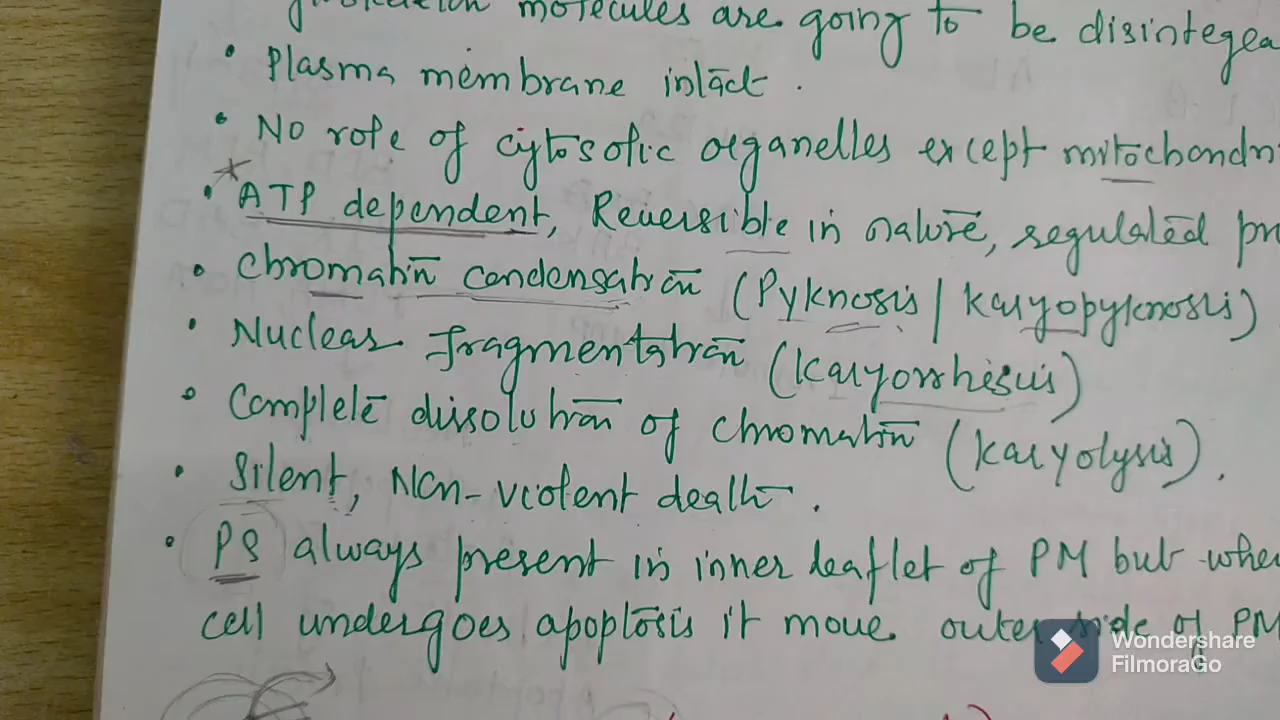 molecules are going to be disintegea
• Plasma membrane intact.
• No role of cytosolic organelles except mitochondri
* • ATP dependent, Reversible in nature, regulated pr
• Chromatin condensation (Pyknosis / Karyopyknosis)
• Nuclear fragmentation (Karyorrhesis)
• Complete dissolution of chromatin (Karyolysis).
• Silent, Non-violent death.
• PS always present in inner leaflet of PM but whe
cell undergoes apoptosis it move outer side of PM
Wondershare
FilmoraGo